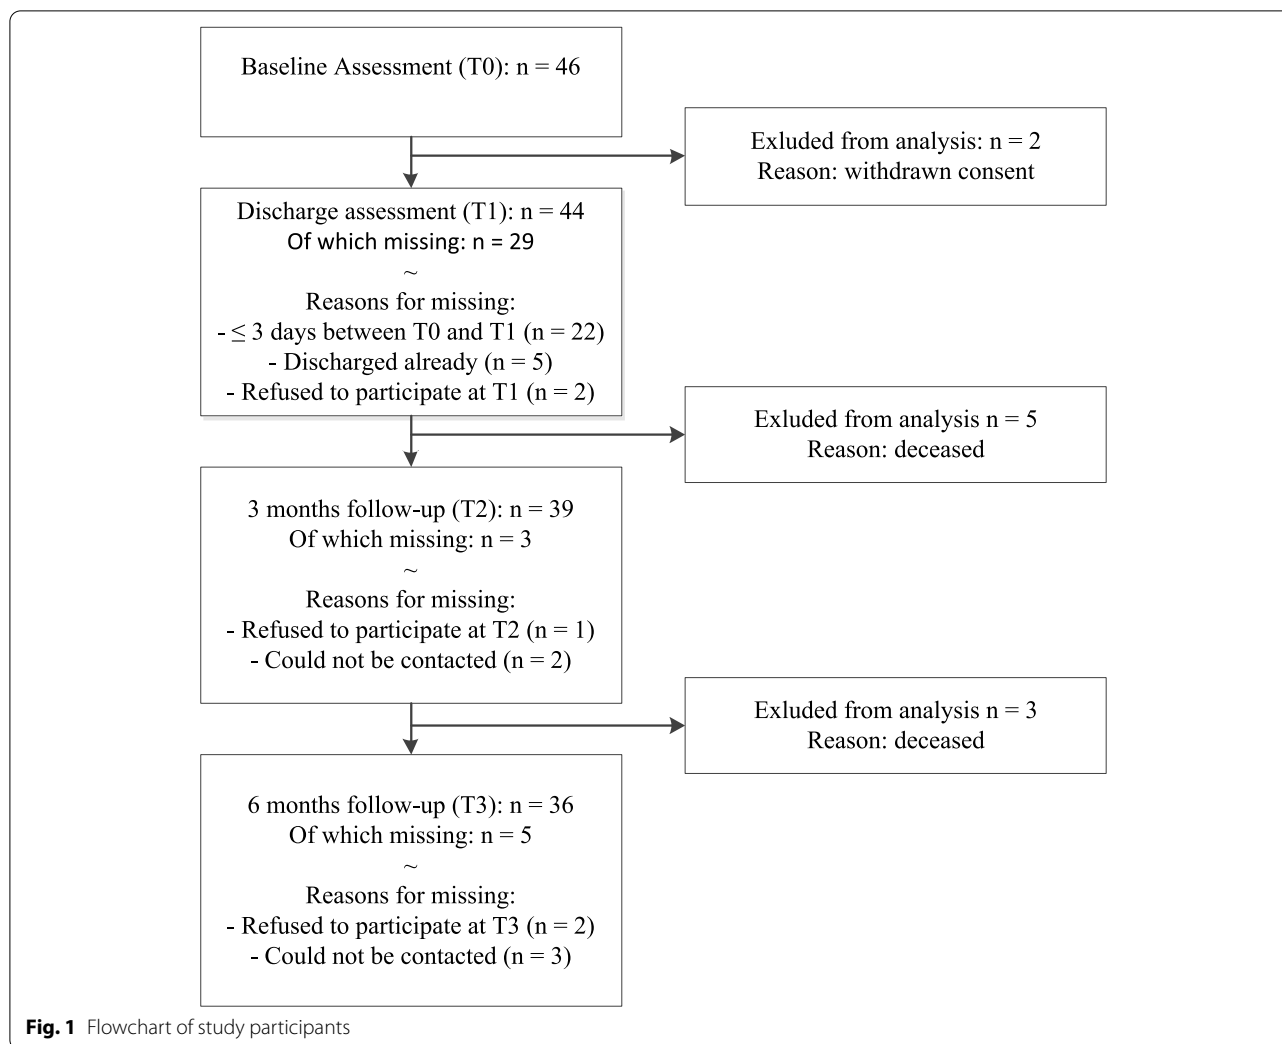 Baseline Assessment (T0): n = 46
Exluded from analysis: n = 2
Reason: withdrawn consent
Discharge assessment (T1): n = 44
Of which missing: n = 29
~
Reasons for missing:
- ≤ 3 days between T0 and T1 (n = 22)
- Discharged already (n = 5)
- Refused to participate at T1 (n = 2)
Exluded from analysis n = 5
Reason: deceased
3 months follow-up (T2): n = 39
Of which missing: n = 3
~
Reasons for missing:
- Refused to participate at T2 (n = 1)
- Could not be contacted (n = 2)
Exluded from analysis n = 3
Reason: deceased
6 months follow-up (T3): n = 36
Of which missing: n = 5
~
Reasons for missing:
- Refused to participate at T3 (n = 2)
- Could not be contacted (n = 3)
Fig. 1 Flowchart of study participants